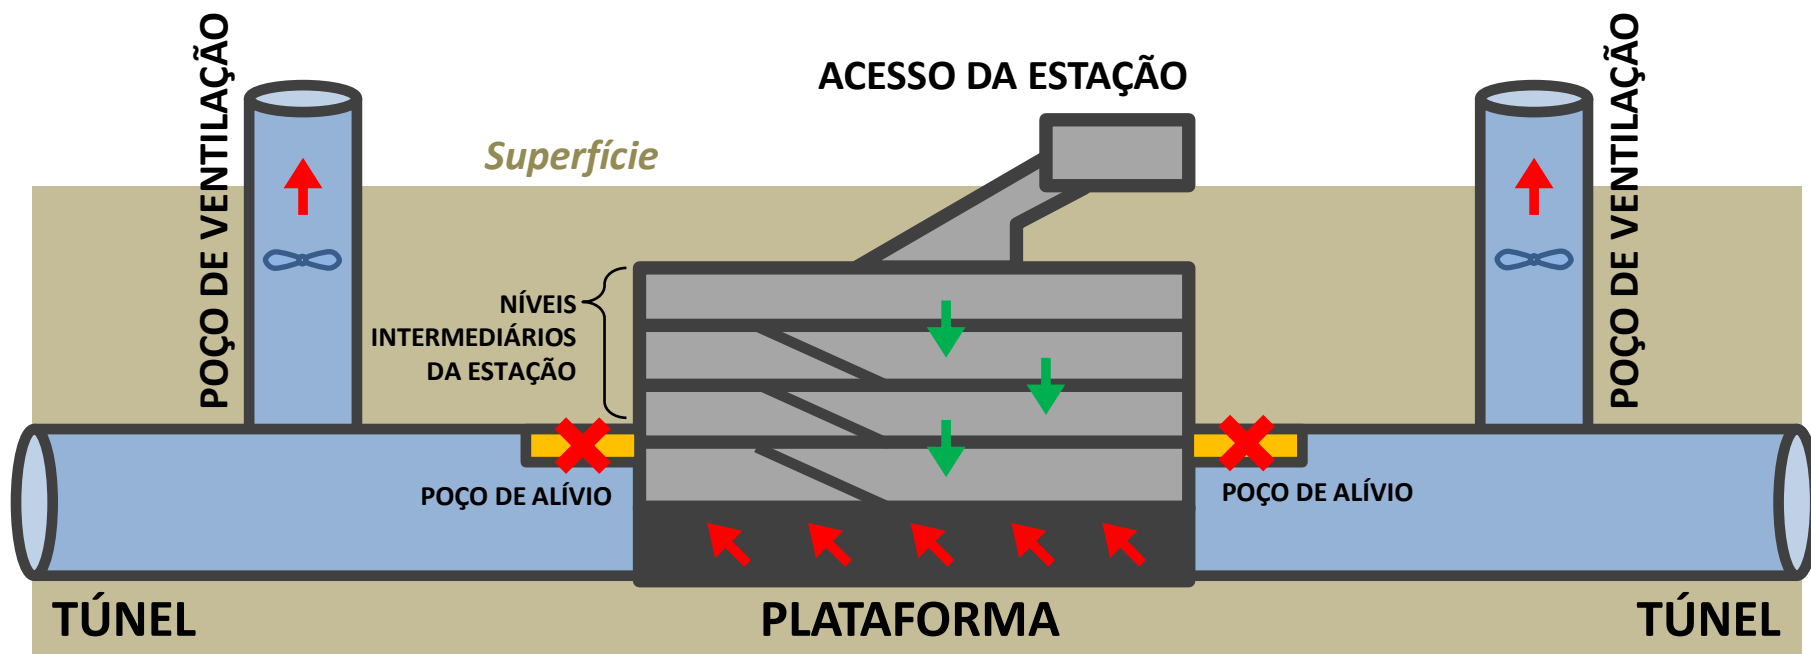 POÇO DE VENTILAÇÃO
ACESSO DA ESTAÇÃO
POÇO DE VENTILAÇÃO
Superfície
NÍVEIS
INTERMEDIÁRIOS
DA ESTAÇÃO
POÇO DE ALÍVIO
POÇO DE ALÍVIO
TÚNEL
PLATAFORMA
TÚNEL